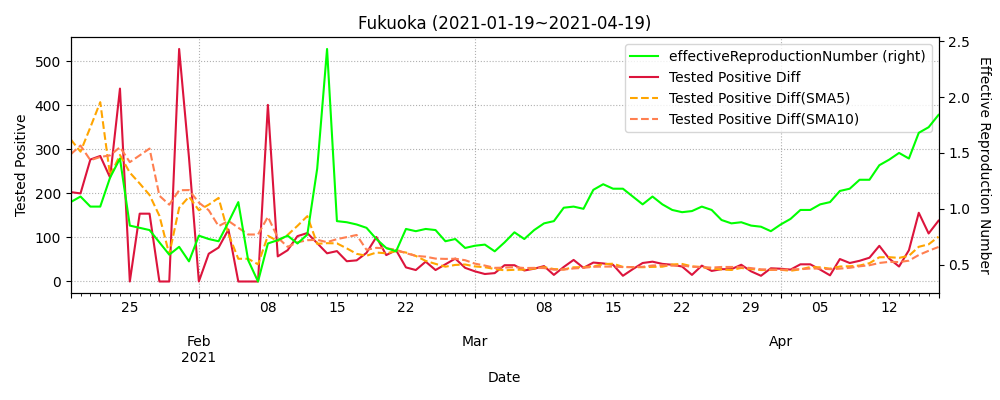 Fukuoka (2021-01-19~2021-04-19)
effectiveReproductionNumber (right)
Tested Positive Diff
Tested Positive Diff(SMA5)
Tested Positive Diff(SMA10)
Tested Positive
500
400
300
200
100
0
Effective Reproduction Number
2.5
2.0
1.5
1.0
0.5
25 08 15 22 08 15 22 29 05 12
Feb Mar Apr
2021
Date